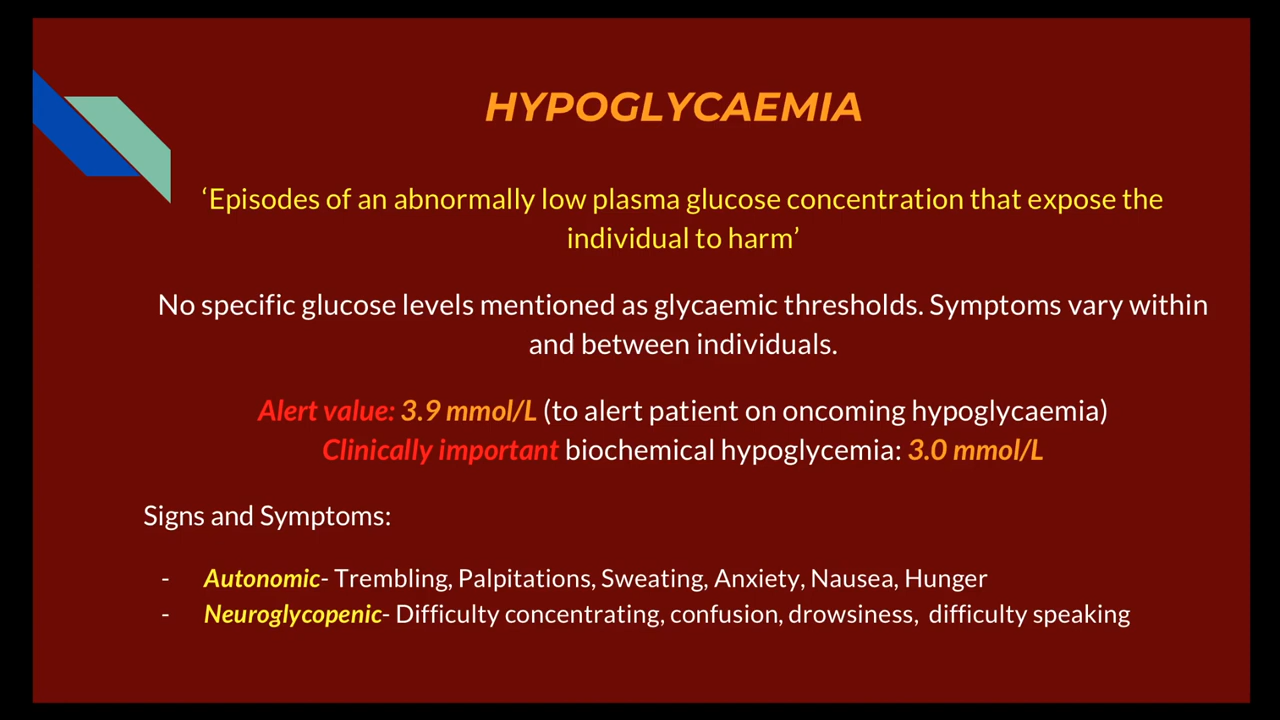 HYPOGLYCAEMIA
‘Episodes of an abnormally low plasma glucose concentration that expose the
individual to harm’
No specific glucose levels mentioned as glycaemic thresholds. Symptoms vary within
and between individuals.
Alert value: 3.9 mmol/L (to alert patient on oncoming hypoglycaemia)
Clinically important biochemical hypoglycemia: 3.0 mmol/L
Signs and Symptoms:
- Autonomic- Trembling, Palpitations, Sweating, Anxiety, Nausea, Hunger
- Neuroglycopenic- Difficulty concentrating, confusion, drowsiness, difficulty speaking